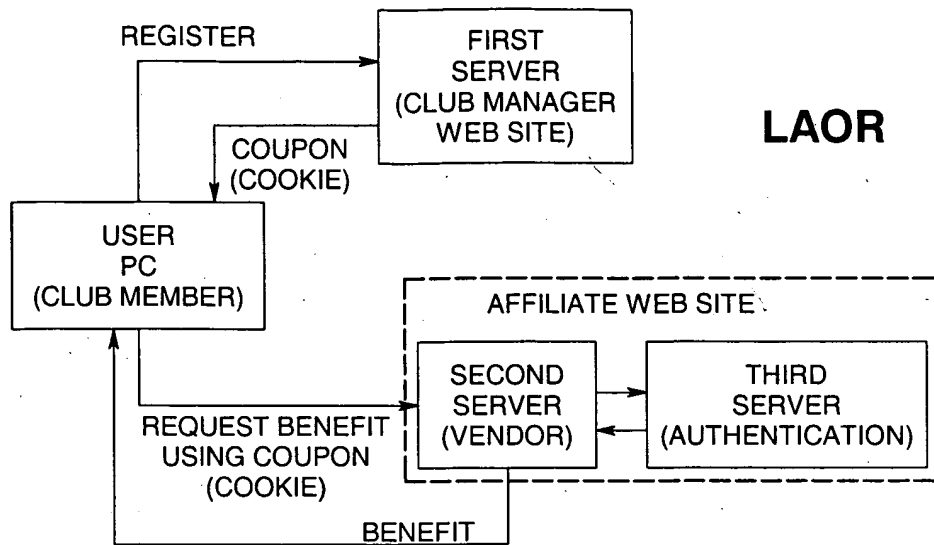 REGISTER
FIRST
SERVER
(CLUB MANAGER
WEB SITE)
LAOR
COUPON
(COOKIE)
USER
PC
(CLUB MEMBER)
AFFILIATE WEB SITE
SECOND
SERVER
(VENDOR)
THIRD
SERVER
(AUTHENTICATION)
REQUEST BENEFIT
USING COUPON
(COOKIE)
BENEFIT